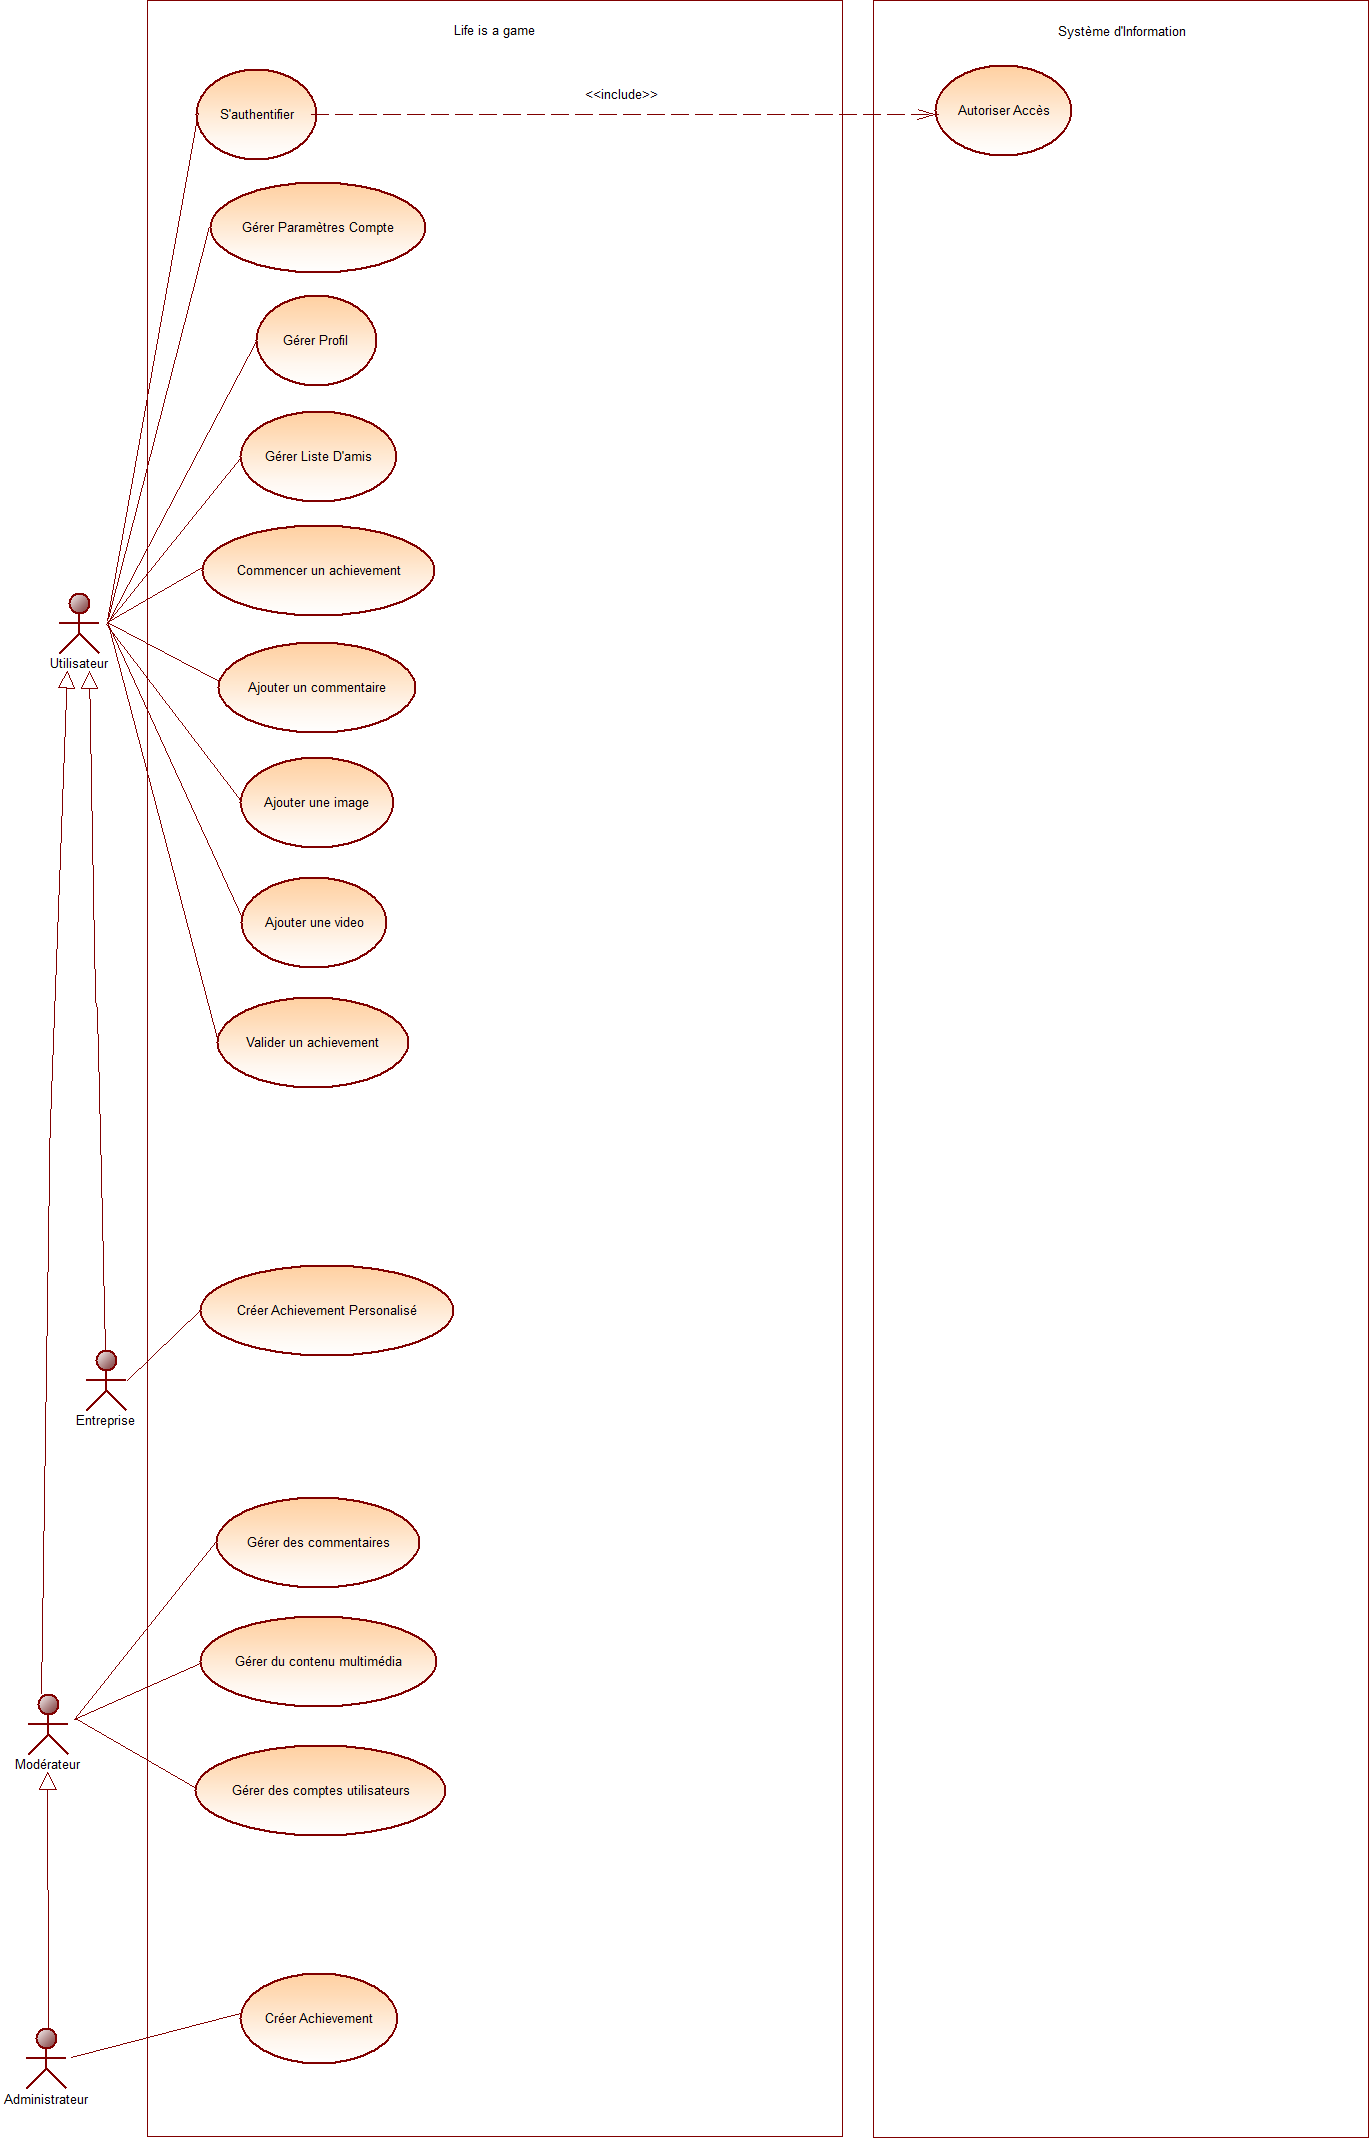 Life is a game
Système d'Information
<<include>>
S'authentifier
Autoriser Accès
Gérer Paramètres Compte
Gérer Profil
Gérer Liste D'amis
Commencer un achievement
Utilisateur
Ajouter un commentaire
Ajouter une image
Ajouter une video
Valider un achievement
Créer Achievement Personalisé
Entreprise
Gérer des commentaires
Gérer du contenu multimédia
Modérateur
Gérer des comptes utilisateurs
Créer Achievement
Administrateur